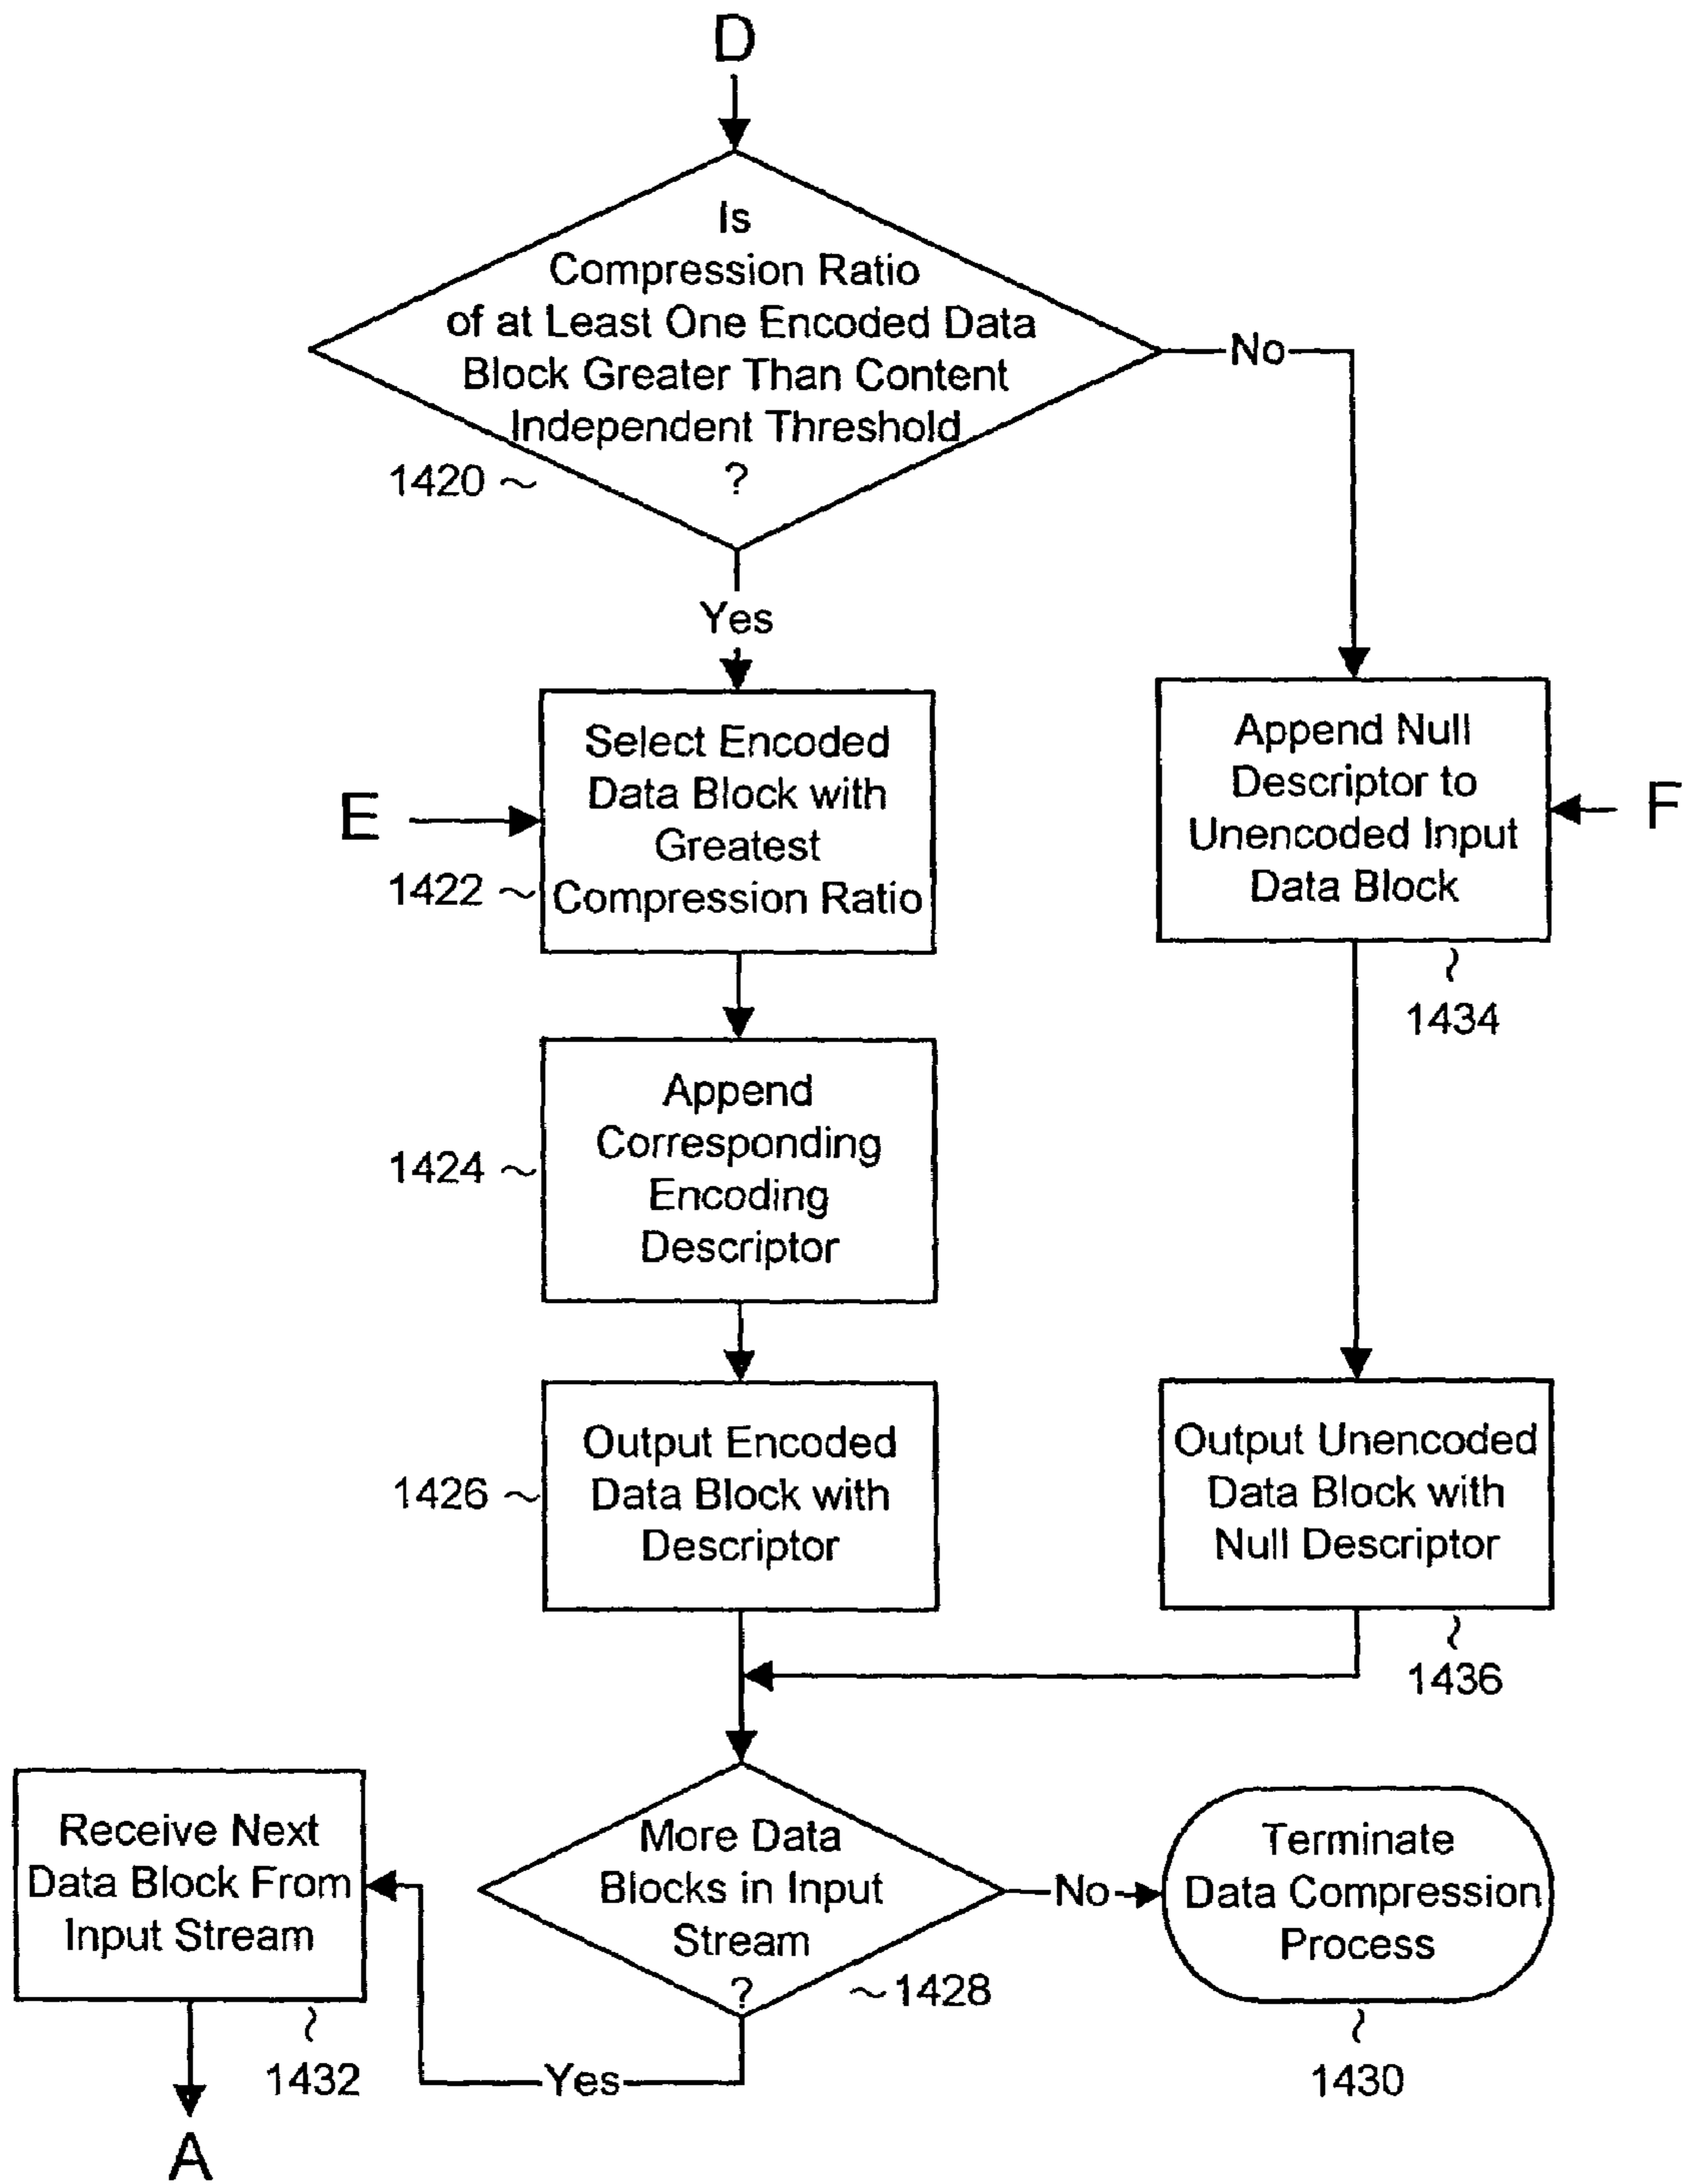 D
Is
Compression Ratio
of at Least One Encoded Data
Block Greater Than Content
Independent Threshold
?
1420
No
Yes
Select Encoded
Data Block with
Greatest
Compression Ratio
E
1422
Append Null
Descriptor to
Unencoded Input
Data Block
F
1434
Append
Corresponding
Encoding
Descriptor
1424
Output Encoded
Data Block with
Descriptor
1426
Output Unencoded
Data Block with
Null Descriptor
1436
More Data
Blocks in Input
Stream
?
1428
No
Terminate
Data Compression
Process
1430
Yes
Receive Next
Data Block From
Input Stream
1432
A